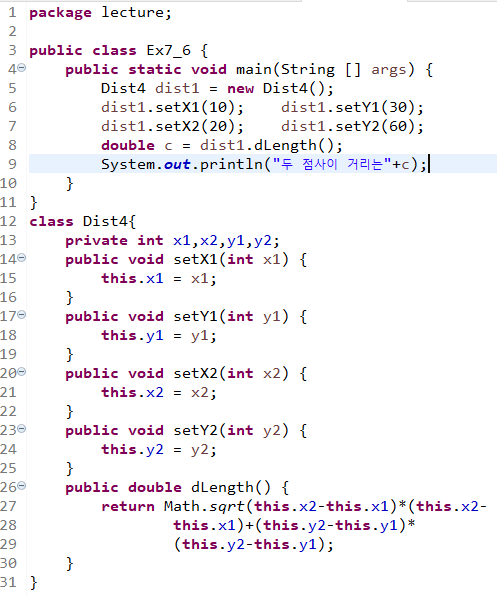 1 package lecture;
2
3 public class Ex7_6 {
4 public static void main(String [] args) {
5 Dist4 dist1 = new Dist4();
6 dist1.setX1(10); dist1.setY1(30);
7 dist1.setX2(20); dist1.setY2(60);
8 double c = dist1.dLength();
9 System.out.println("두 점사이 거리는"+c);
10 }
11 }
12 class Dist4{
13 private int x1,x2,y1,y2;
14 public void setX1(int x1) {
15 this.x1 = x1;
16 }
17 public void setY1(int y1) {
18 this.y1 = y1;
19 }
20 public void setX2(int x2) {
21 this.x2 = x2;
22 }
23 public void setY2(int y2) {
24 this.y2 = y2;
25 }
26 public double dLength() {
27 return Math.sqrt(this.x2-this.x1)*(this.x2-
28 this.x1)+(this.y2-this.y1)*
29 (this.y2-this.y1);
30 }
31 }